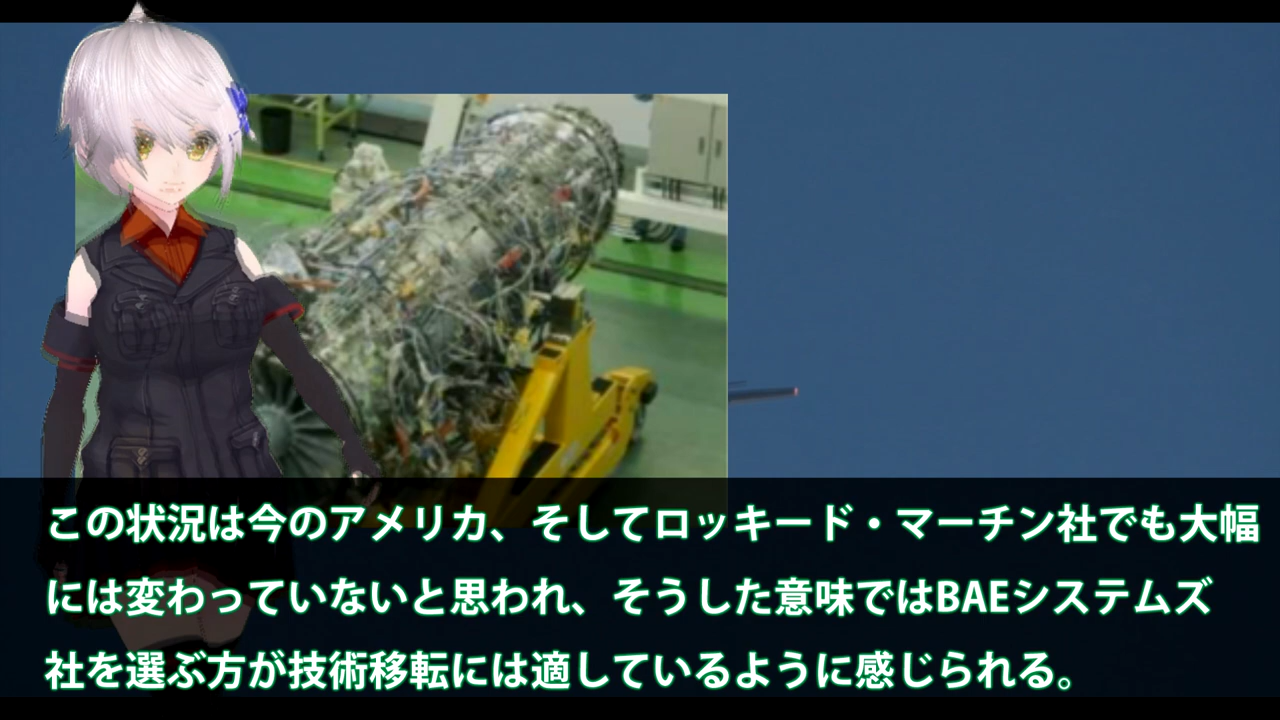 この状況は今のアメリカ、そしてロッキード・マーチン社でも大幅
には変わっていないと思われ、そうした意味ではBAEシステムズ
社を選ぶ方が技術移転には適しているように感じられる。